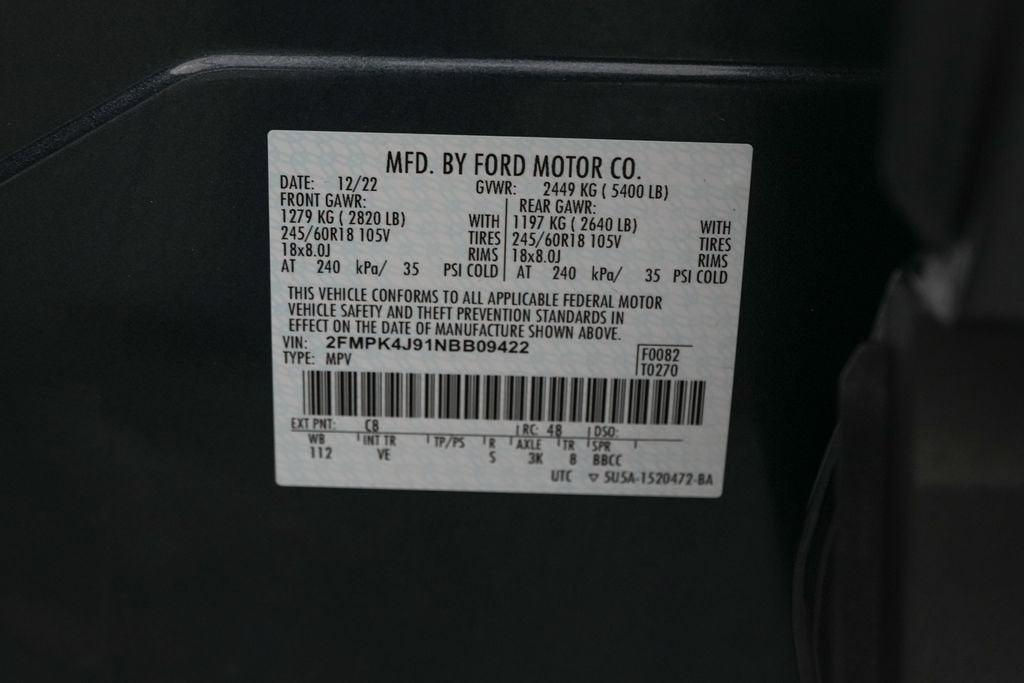 MFD. BY FORD MOTOR CO.
DATE: 12/22 GVWR: 2449 KG ( 5400 LB)
FRONT GAWR: REAR GAWR:
1279 KG ( 2820 LB) WITH 1197 KG ( 2640 LB) WITH
245/60R18 105V TIRES 245/60R18 105V TIRES
18x8.0J RIMS 18x8.0J RIMS
AT 240 kPa/ 35 PSI COLD AT 240 kPa/ 35 PSI COLD
THIS VEHICLE CONFORMS TO ALL APPLICABLE FEDERAL MOTOR
VEHICLE SAFETY AND THEFT PREVENTION STANDARDS IN
EFFECT ON THE DATE OF MANUFACTURE SHOWN ABOVE.
VIN: 2FMPK4J91NBB09422
TYPE: MPV F0082
T0270
EXT PNT: CB RC: 48 DSO:
WB INT TR TP/PS R AXLE TR SPR
112 VE S 3K 8 BBCC
UTC ▽ 5U5A-1520472-BA